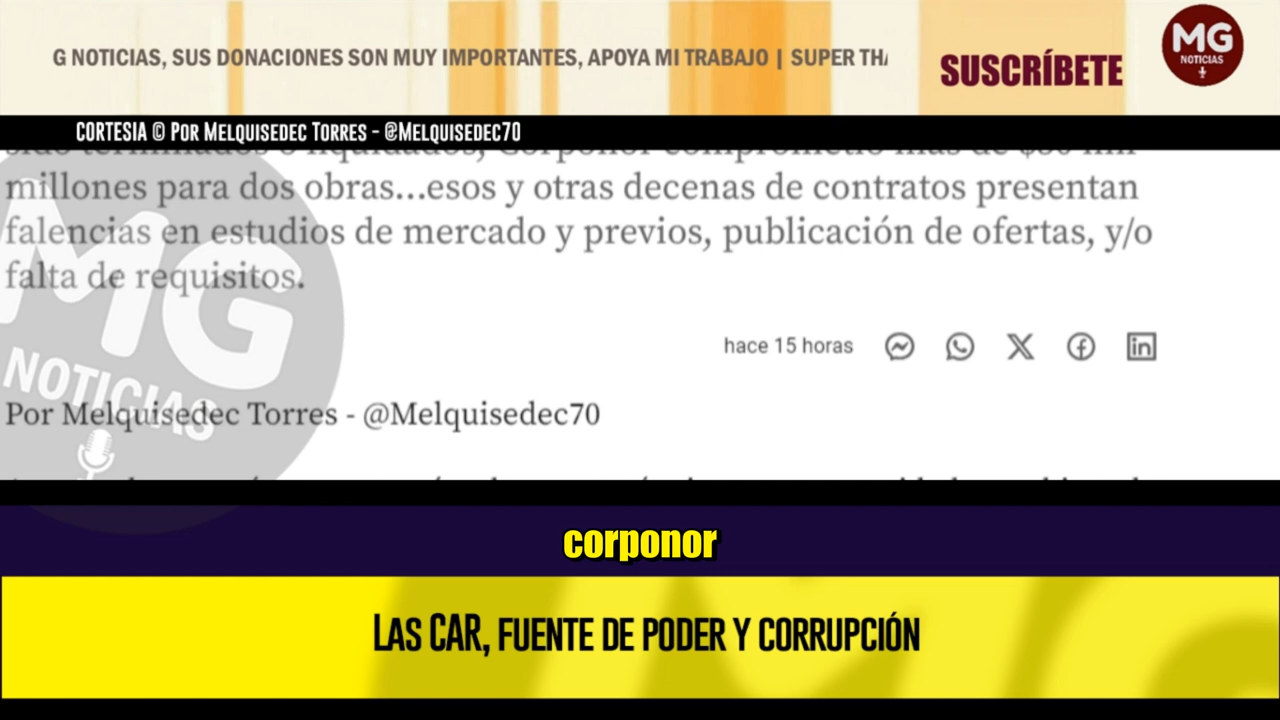 G NOTICIAS, SUS DONACIONES SON MUY IMPORTANTES, APOYA MI TRABAJO | SUPER
SUSCRÍBETE
MG
NOTICIAS
CORTESIA © POR MELQUISEDEC TORRES - @MELQUISEDEC70
millones para dos obras...esos y otras decenas de contratos presentan
falencias en estudios de mercado y previos, publicación de ofertas, y/o
falta de requisitos.
hace 15 horas
MG
NOTICIAS
Por Melquisedec Torres - @Melquisedec70
corponor
LAS CAR, FUENTE DE PODER Y CORRUPCIÓN